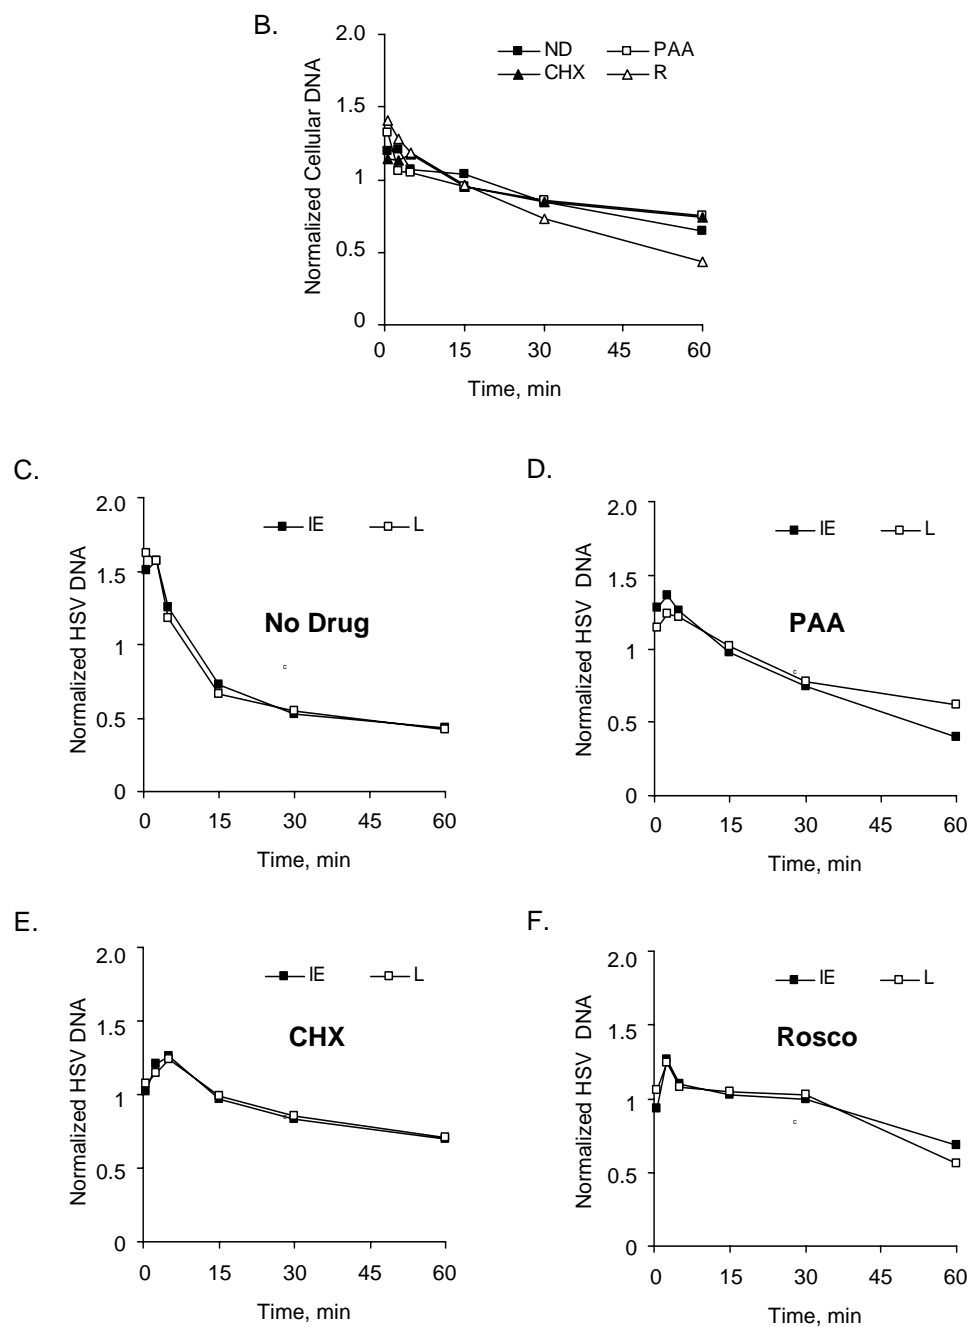 B.
2.0
1.5
1
0.5
0
Normalized Cellular DNA
ND
PAA
CHX
R
0 15 30 45 60
Time, min
C.
2.0
1.5
1
0.5
0
Normalized HSV DNA
IE
L
No Drug
c
0 15 30 45 60
Time, min
D.
2.0
1.5
1
0.5
0
Normalized HSV DNA
IE
L
PAA
c
0 15 30 45 60
Time, min
E.
2.0
1.5
1
0.5
0
Normalized HSV DNA
IE
L
CHX
c
0 15 30 45 60
Time, min
F.
2.0
1.5
1
0.5
0
Normalized HSV DNA
IE
L
Rosco
c
0 15 30 45 60
Time, min